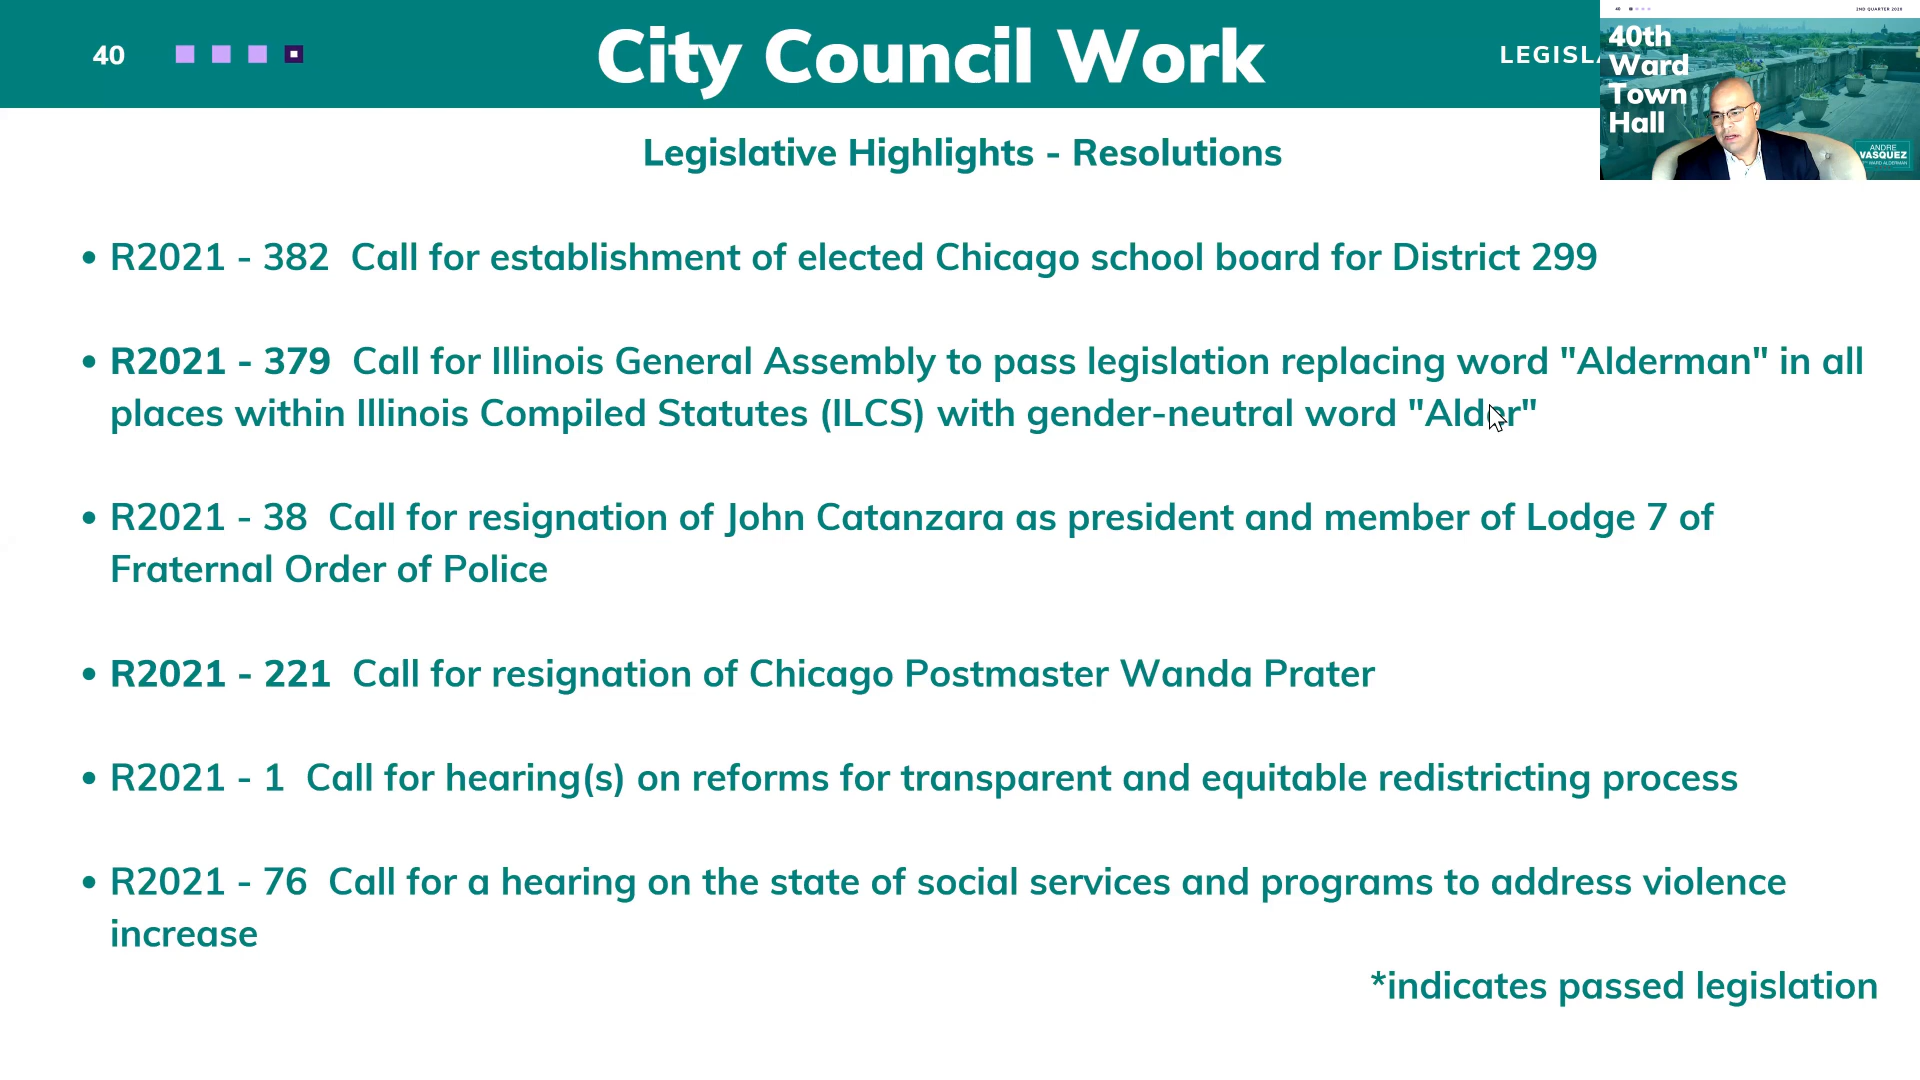 40
City Council Work
LEGISL
Legislative Highlights - Resolutions
• R2021 - 382 Call for establishment of elected Chicago school board for District 299
• R2021 - 379 Call for Illinois General Assembly to pass legislation replacing word "Alderman" in all
places within Illinois Compiled Statutes (ILCS) with gender-neutral word "Alder"
• R2021 - 38 Call for resignation of John Catanzara as president and member of Lodge 7 of
Fraternal Order of Police
• R2021 - 221 Call for resignation of Chicago Postmaster Wanda Prater
• R2021 - 1 Call for hearing(s) on reforms for transparent and equitable redistricting process
• R2021 - 76 Call for a hearing on the state of social services and programs to address violence
increase
*indicates passed legislation
40
2ND QUARTER 2020
40th
Ward
Town
Hall
ANDRE
VASQUEZ
WARD ALDERMAN